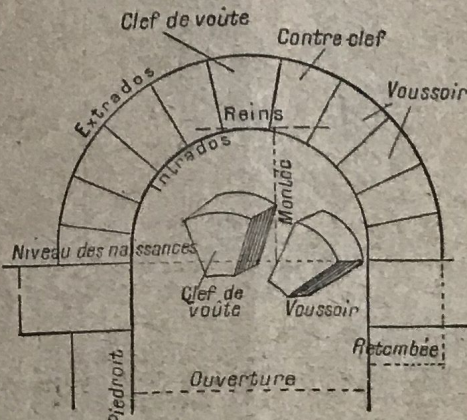 Clef de voûte
Contre-clef
Extrados
Voussoir
Reins
Intrados
Montée
Niveau des naissances
Clef de
voûte
Voussoir
Retombée
Piedroit
Ouverture